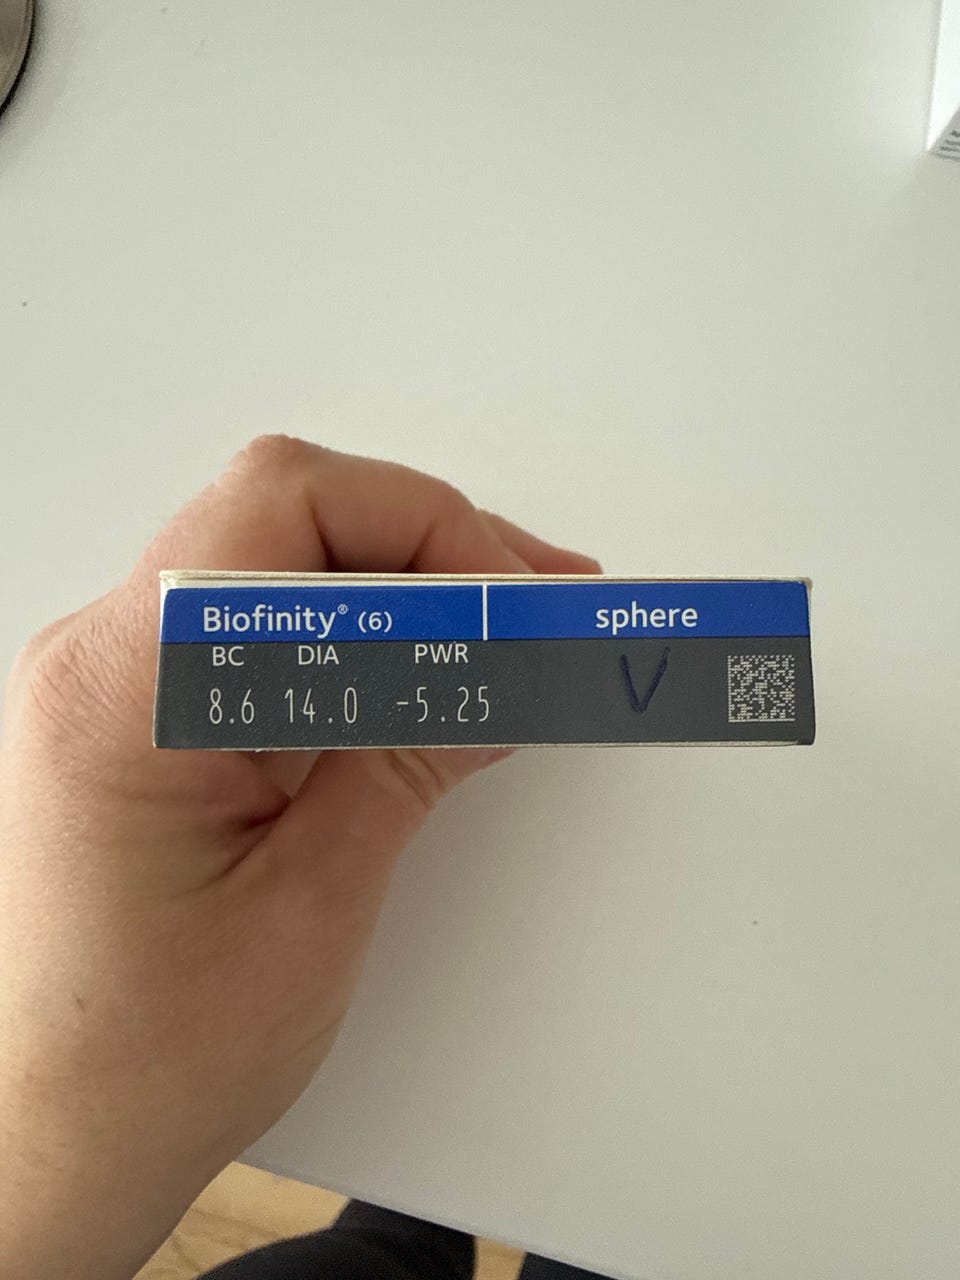 Biofinity® (6) sphere
BC DIA PWR
8.6 14.0 -5.25
V